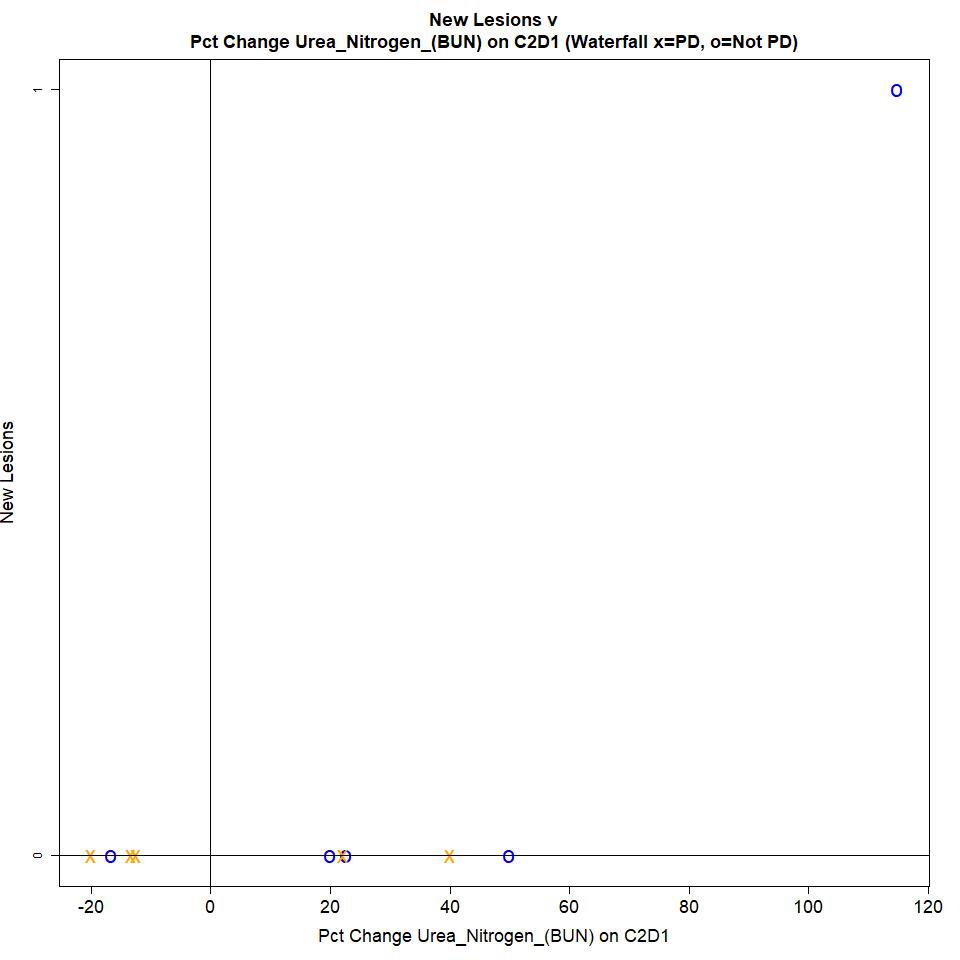 New Lesions v
Pct Change Urea_Nitrogen_(BUN) on C2D1 (Waterfall x=PD, o=Not PD)
1
New Lesions
0
-20 0 20 40 60 80 100 120
Pct Change Urea_Nitrogen_(BUN) on C2D1